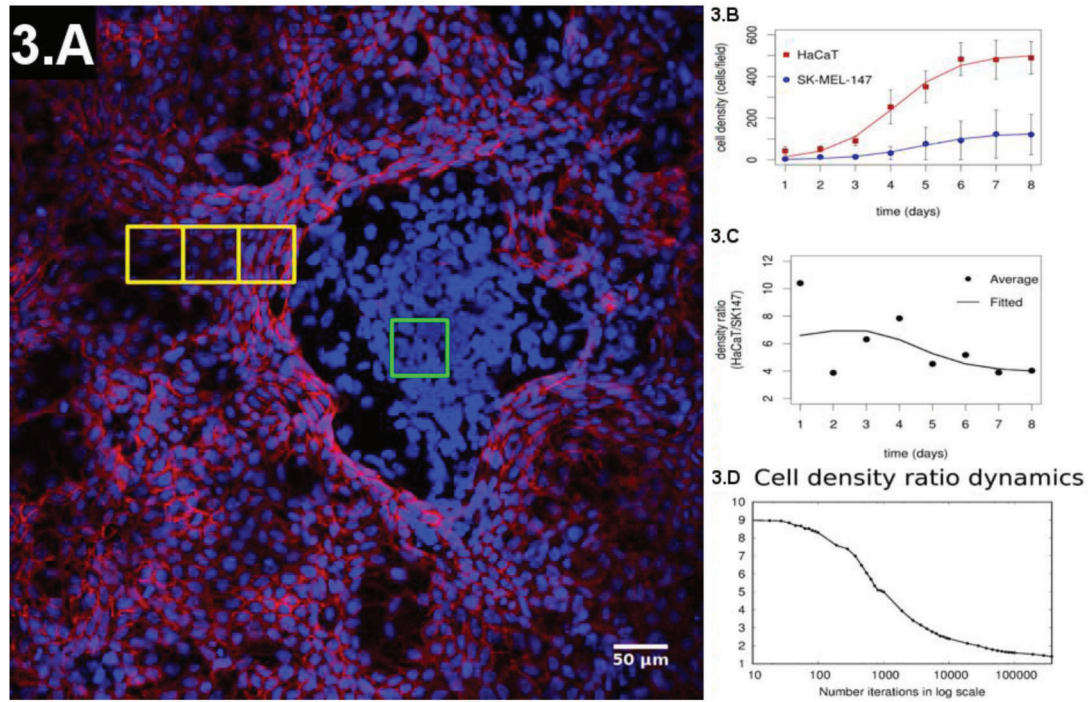 3.A
50 μm
3.B
cell density (cells/field)
600
400
200
0
HaCaT
SK-MEL-147
1 2 3 4 5 6 7 8
time (days)
3.C
density ratio
(HaCaT/SK147)
12
10
8
6
4
2
Average
Fitted
1 2 3 4 5 6 7 8
time (days)
3.D Cell density ratio dynamics
10
9
8
7
6
5
4
3
2
1
10 100 1000 10000 100000
Number iterions in log scale